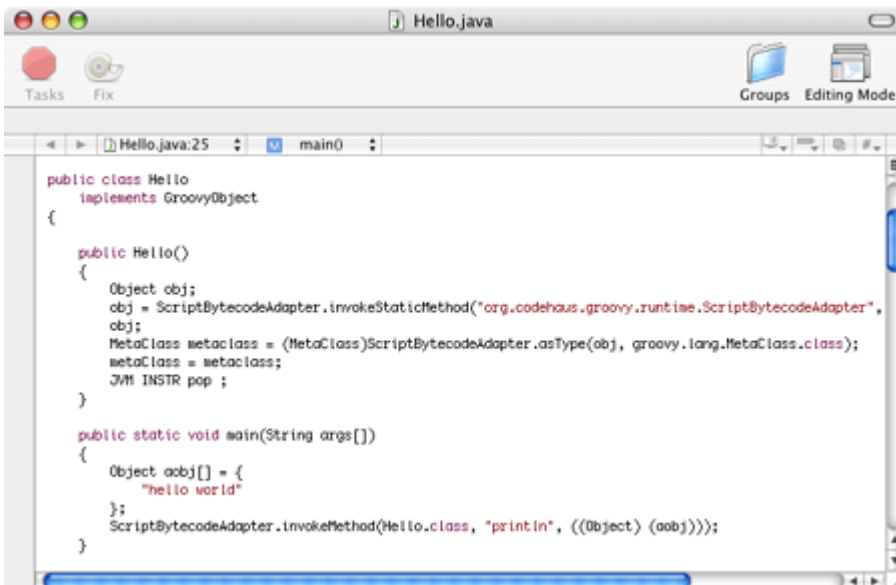 Hello.java
Tasks Fix Groups Editing Mode
Hello.java:25 main()
public class Hello
implements GroovyObject
{
public Hello()
{
Object obj;
obj = ScriptBytecodeAdapter.invokeStaticMethod("org.codehaus.groovy.runtime.ScriptBytecodeAdapter",
obj;
MetaClass metaclass = (MetaClass)ScriptBytecodeAdapter.asType(obj, groovy.lang.MetaClass.class);
metaClass = metaclass;
JVM INSTR pop ;
}
public static void main(String args[])
{
Object aobj[] = {
"hello world"
};
ScriptBytecodeAdapter.invokeMethod(Hello.class, "println", ((Object) (aobj)));
}